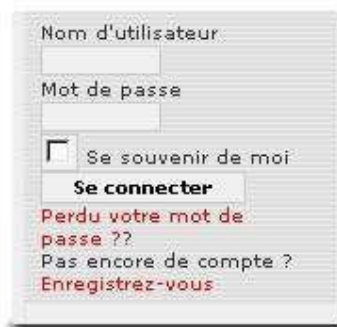 Nom d'utilisateur
Mot de passe
Se souvenir de moi
Se connecter
Perdu votre mot de
passe ??
Pas encore de compte ?
Enregistrez-vous